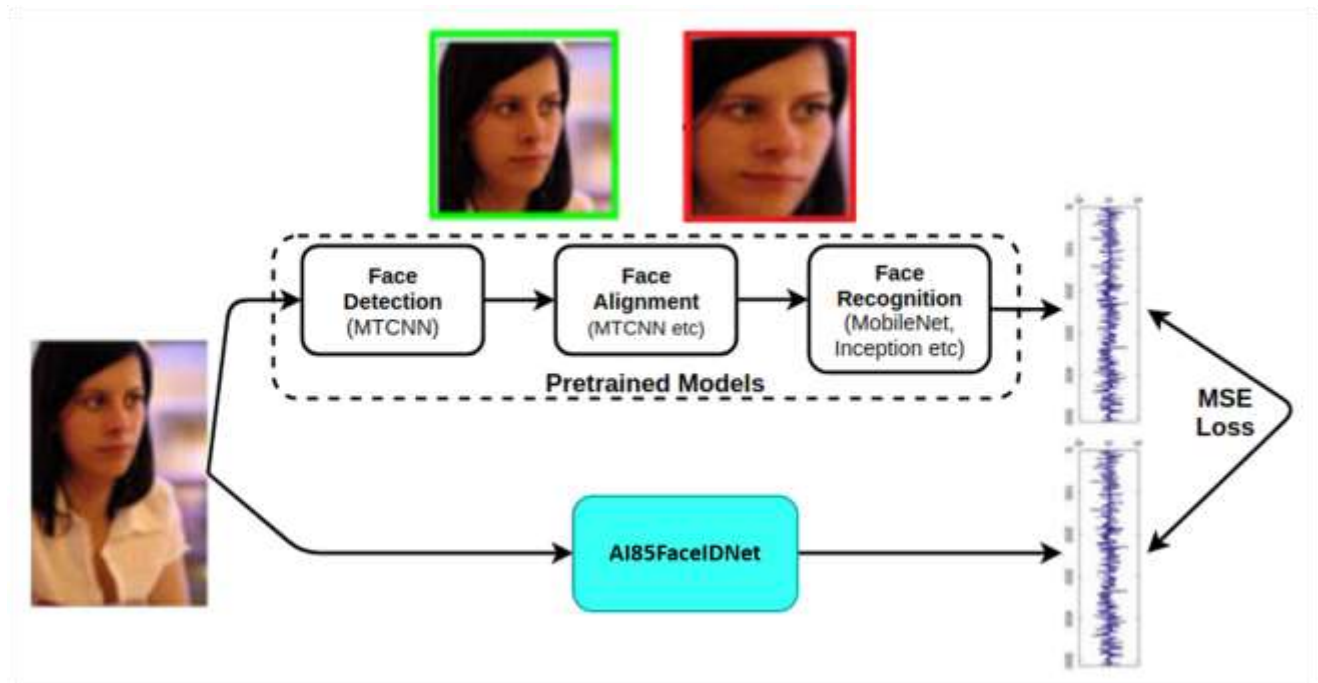 Face
Detection
(MTCNN)
Face
Alignment
(MTCNN etc)
Face
Recognition
(MobileNet,
Inception etc)
Pretrained Models
MSE
Loss
AI85FaceIDNet